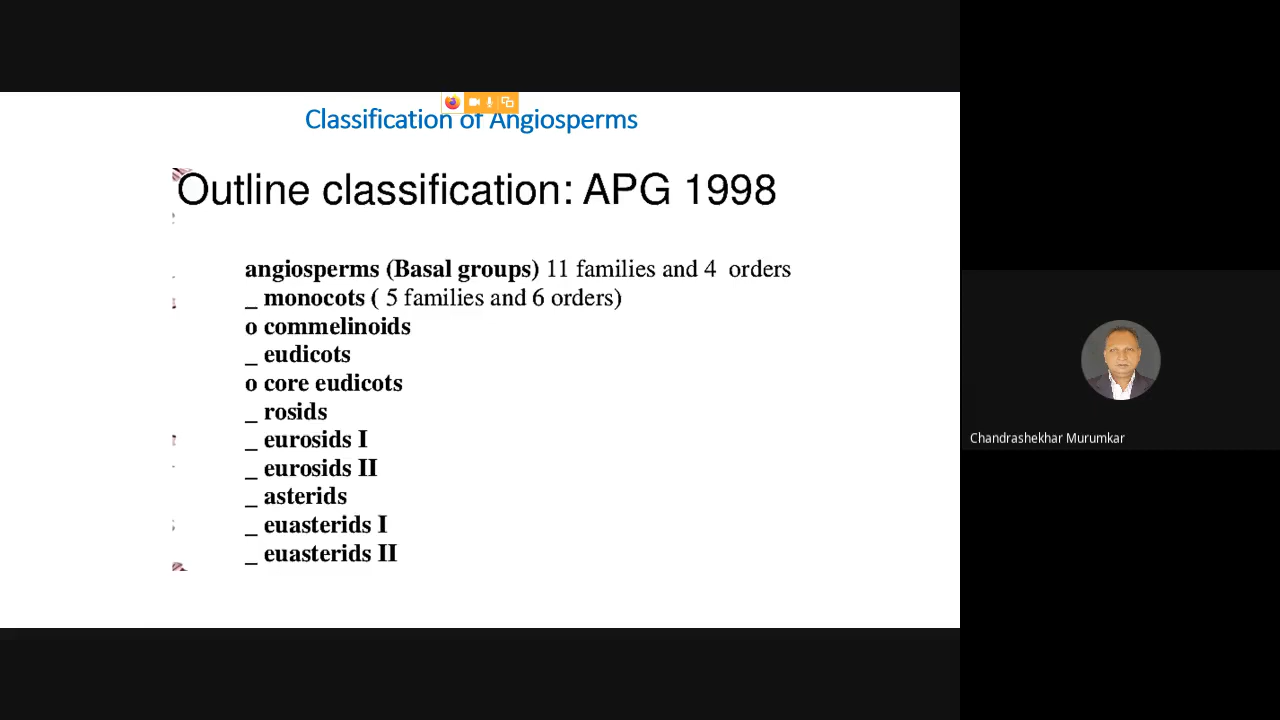 Classification of Angiosperms
Outline classification: APG 1998
angiosperms (Basal groups) 11 families and 4 orders
_ monocots ( 5 families and 6 orders)
o commelinoids
_ eudicots
o core eudicots
_ rosids
_ eurosids I
_ eurosids II
_ asterids
_ euasterids I
_ euasterids II
Chandrashekhar Murumkar